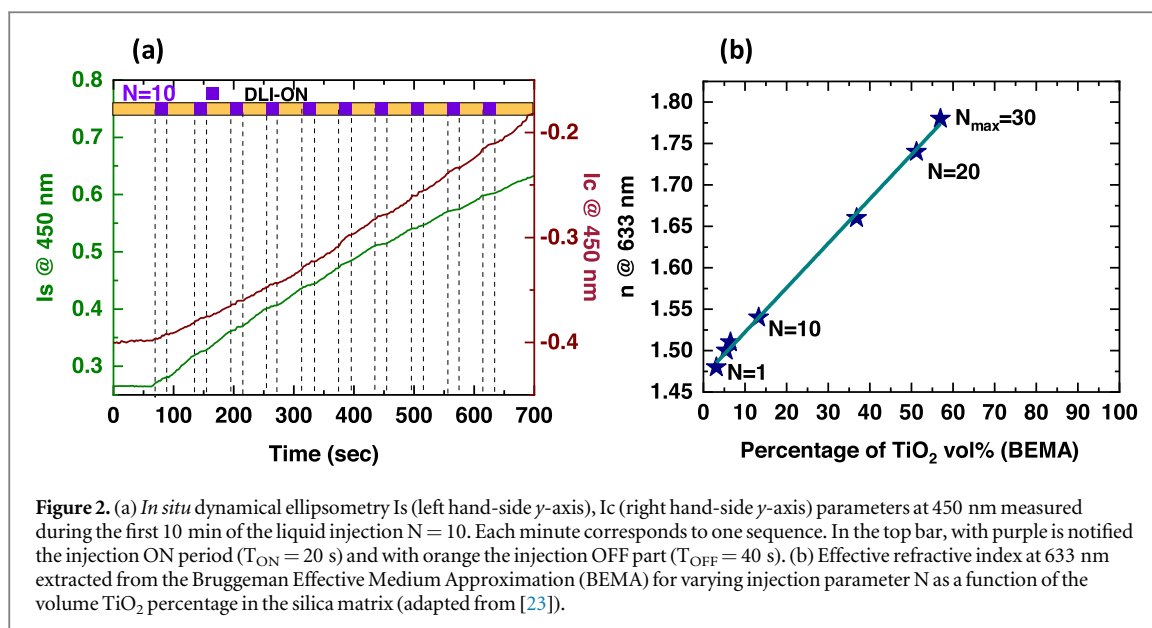 (a)
(b)
N=10
DLI-ON
0.8
0.7
0.6
0.5
0.4
0.3
Is @ 450 nm
-0.2
-0.3
-0.4
Ic @ 450 nm
0 100 200 300 400 500 600 700
Time (sec)
1.80
1.75
1.70
1.65
1.60
1.55
1.50
1.45
n @ 633 nm
Nmax=30
N=20
N=10
N=1
0 10 20 30 40 50 60 70 80 90 100
Percentage of TiO2 vol% (BEMA)
Figure 2. (a) In situ dynamical ellipsometry Is (left hand-side y-axis), Ic (right hand-side y-axis) parameters at 450 nm measured
during the first 10 min of the liquid injection N = 10. Each minute corresponds to one sequence. In the top bar, with purple is notified
the injection ON period (TON = 20 s) and with orange the injection OFF part (TOFF = 40 s). (b) Effective refractive index at 633 nm
extracted from the Bruggeman Effective Medium Approximation (BEMA) for varying injection parameter N as a function of the
volume TiO2 percentage in the silica matrix (adapted from [23]).